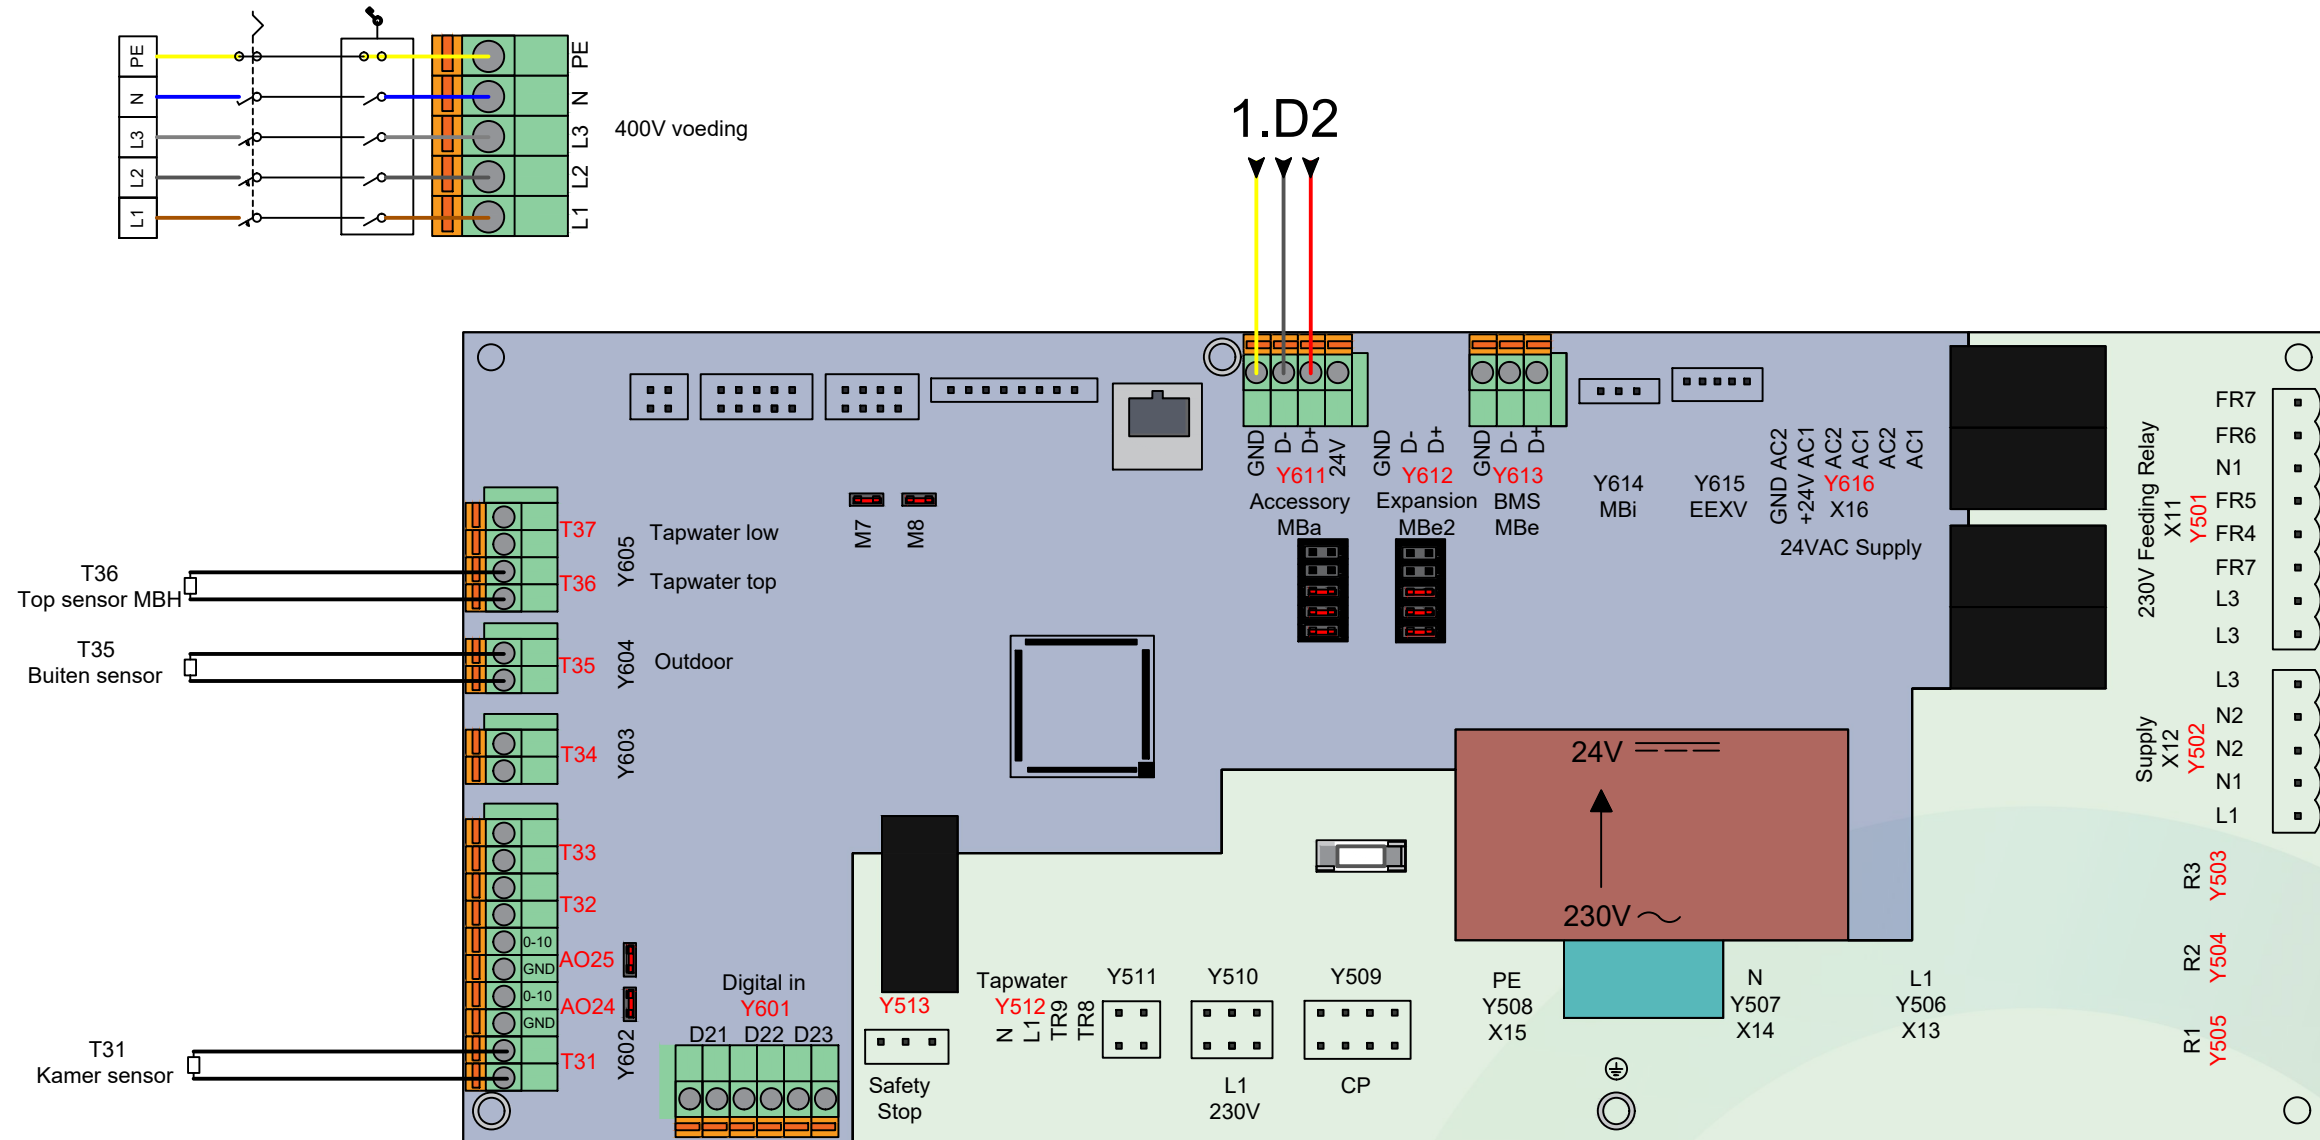 PE
N
L3
L2
L1
PE
N
L3
L2
L1
400V voeding
1.D2
GND
D-
D+
24V
Y611
Accessory
MBa
GND
D-
D+
Y612
Expansion
MBe2
GND
D-
D+
Y613
BMS
MBe
Y614
MBi
Y615
EEXV
GND AC2
+24V AC1
AC2
AC1
AC2
AC1
Y616
X16
24VAC Supply
230V Feeding Relay
X11
Y501
FR7
FR6
N1
FR5
FR4
FR7
L3
L3
Supply
X12
Y502
L3
N2
N2
N1
L1
R3
Y503
R2
Y504
R1
Y505
M7
M8
T37
T36
Y605
Tapwater low
Tapwater top
T36
Top sensor MBH
T35
Buiten sensor
T35
Y604
Outdoor
T34
Y603
T33
T32
0-10
GND
AO25
0-10
GND
AO24
T31
Y602
T31
Kamer sensor
Digital in
Y601
D21 D22 D23
Y513
Safety
Stop
Tapwater
Y512
N
L1
TR9
TR8
Y511
Y510
L1
230V
Y509
CP
24V
230V
PE
Y508
X15
N
Y507
X14
L1
Y506
X13